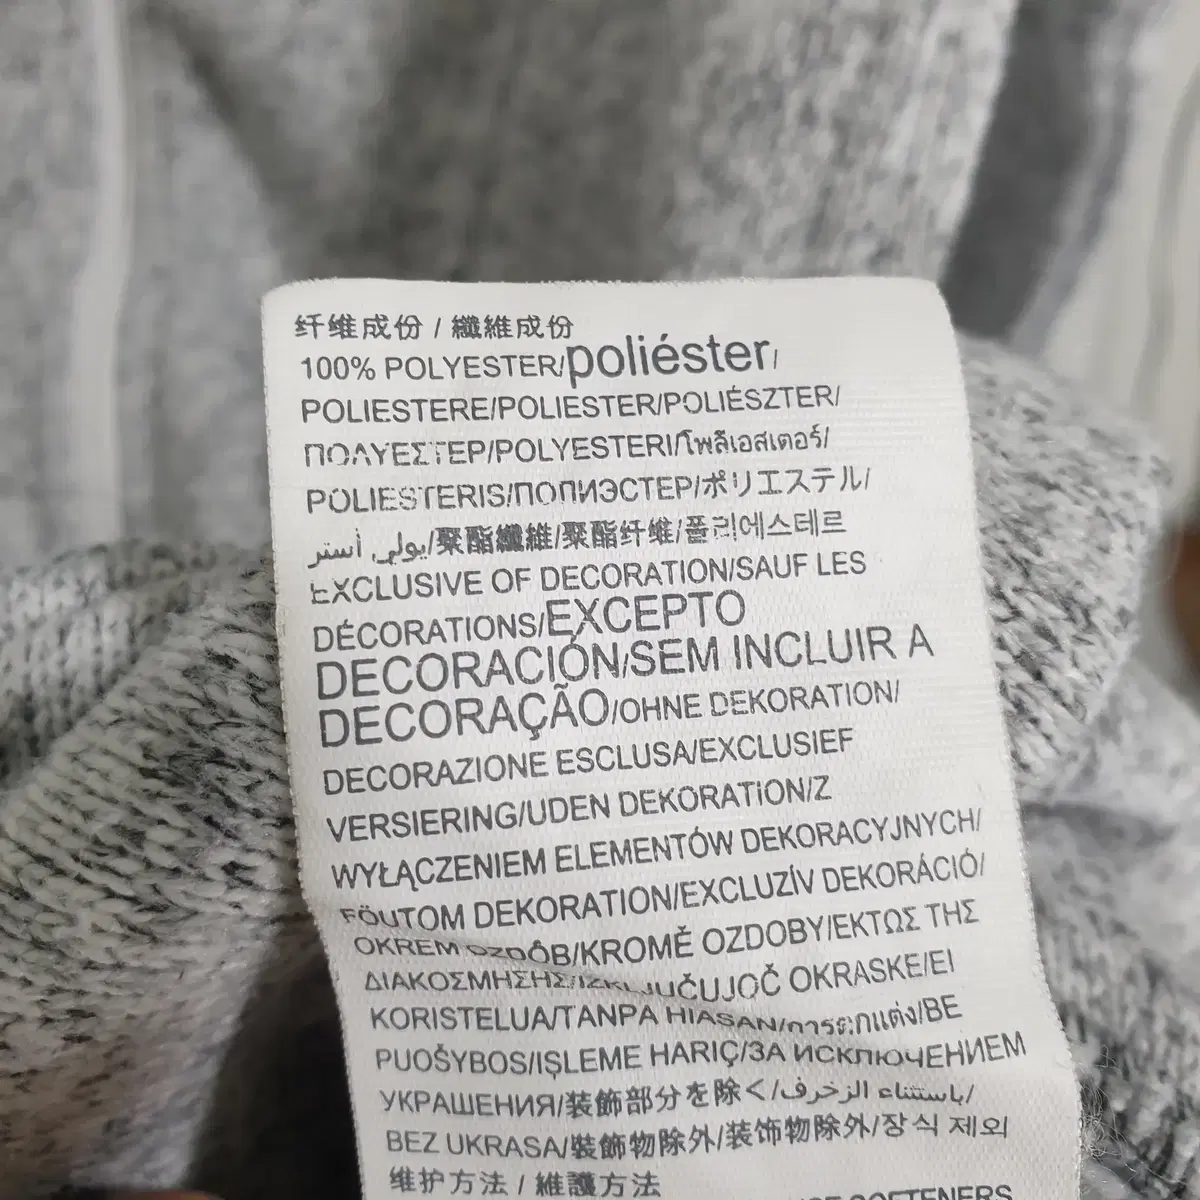 纤维成份 / 纖維成份
100% POLYESTER/poliéster/
POLIESTERE/POLIESTER/POLIÉSZTER/
ΠΟΛΥΕΣΤΕΡ/POLYESTERI/โพลีเอสเตอร์/
POLIESTERIS/ПОПИЭСТЕР/ポリエステル/
بولي أستر/聚酯纖維/聚酯纤维/폴리에스테르
EXCLUSIVE OF DECORATION/SAUF LES
DÉCORATIONS/EXCEPTO
DECORACIÓN/SEM INCLUIR A
DECORAÇÃO/OHNE DEKORATION/
DECORAZIONE ESCLUSA/EXCLUSIEF
VERSIERING/UDEN DEKORATION/Z
WYŁĄCZENIEM ELEMENTÓW DEKORACYJNYCH/
FÖUTOM DEKORATION/EXCLUZÍV DEKORÁCIÓ/
OKREM OZDÔB/KROMĚ OZDOBY/ΕΚΤΩΣ ΤΗΣ
ΔΙΑΚΟΣΜΗΣΗΣ/IZKLJUČUJOČ OKRASKE/EI
KORISTELUA/TANPA HIASAN/การตกแต่ง/BE
PUOŠYBOS/IŞLEME HARIÇ/ЗА ИСКЛЮЧЕНИЕМ
УКРАШЕНИЯ/装飾部分を除く/باستثناء الزخرف/
BEZ UKRASA/裝飾物除外/装饰物除外/장식 제외
维护方法 / 維護方法
SOFTENERS